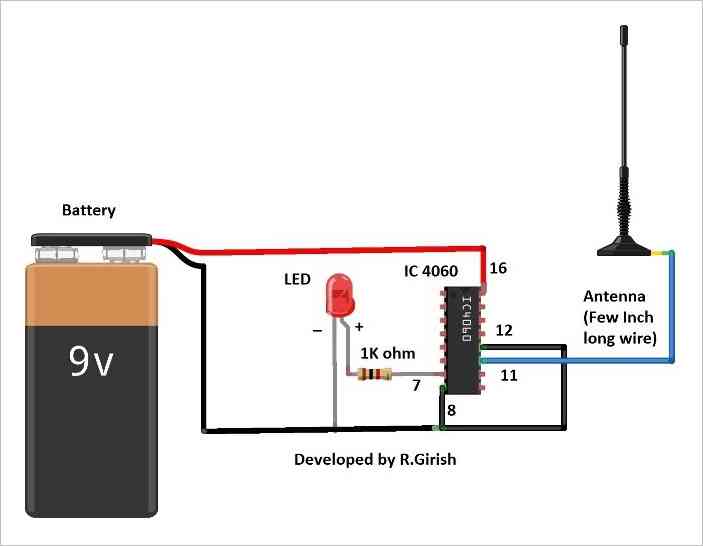 Battery
16
IC 4060
LED
IC4060
Antenna
(Few Inch
long wire)
12
–
+
9v
1K ohm
11
7
8
Developed by R.Girish